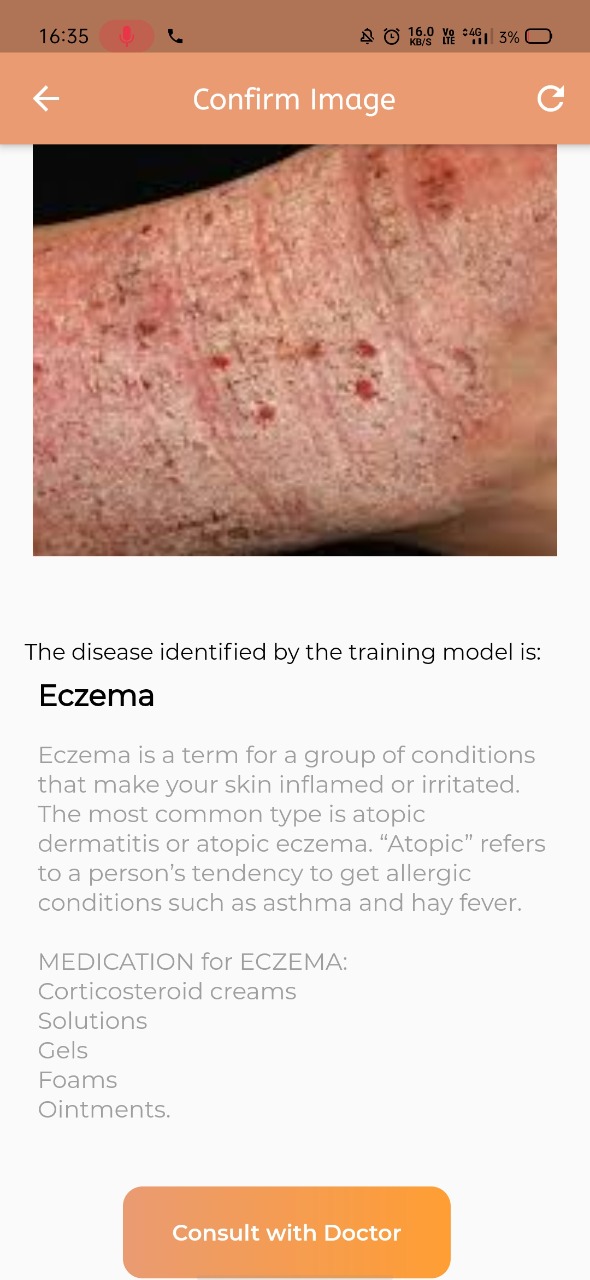 16:35
16.0 KB/S Vo LTE 4G 3%
Confirm Image
The disease identified by the training model is:
Eczema
Eczema is a term for a group of conditions
that make your skin inflamed or irritated.
The most common type is atopic
dermatitis or atopic eczema. “Atopic” refers
to a person’s tendency to get allergic
conditions such as asthma and hay fever.
MEDICATION for ECZEMA:
Corticosteroid creams
Solutions
Gels
Foams
Ointments.
Consult with Doctor